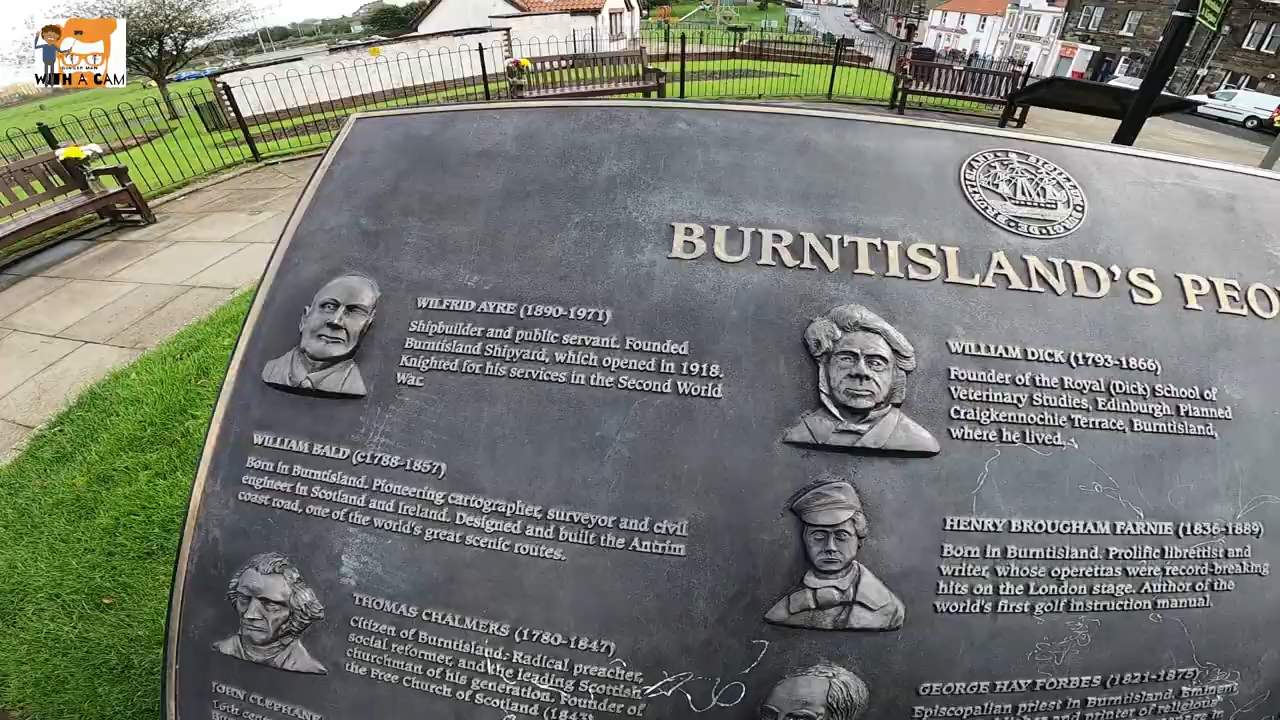 GINGER MAN
WITH A CAM
BURNTISLAND'S
WILFRID AYRE (1890-1971)
Shipbuilder and public servant. Founded
Burntisland Shipyard, which opened in 1918.
Knighted for his services in the Second World
War.
WILLIAM BALD (c1788-1857)
Born in Burntisland. Pioneering cartographer, surveyor and civil
engineer in Scotland and Ireland. Designed and built the Antrim
coast road, one of the world's great scenic routes.
THOMAS CHALMERS (1780-1847)
Citizen of Burntisland. Radical preacher,
social reformer, and the leading Scottish
churchman of his generation. Founder of
the Free Church of Scotland (1843)
JOHN CLEPHANE
WILLIAM DICK (1793-1866)
Founder of the Royal (Dick) School of
Veterinary Studies, Edinburgh. Planned
Craigkennochie Terrace, Burntisland,
where he lived.
HENRY BROUGHAM FARNIE (1836-1889)
Born in Burntisland. Prolific librettist and
writer, whose operettas were record-breaking
hits on the London stage. Author of the
world's first golf instruction manual.
GEORGE HAY FORBES (1821-1875)
Episcopalian priest in Burntisland. Eminent
and printer of religious